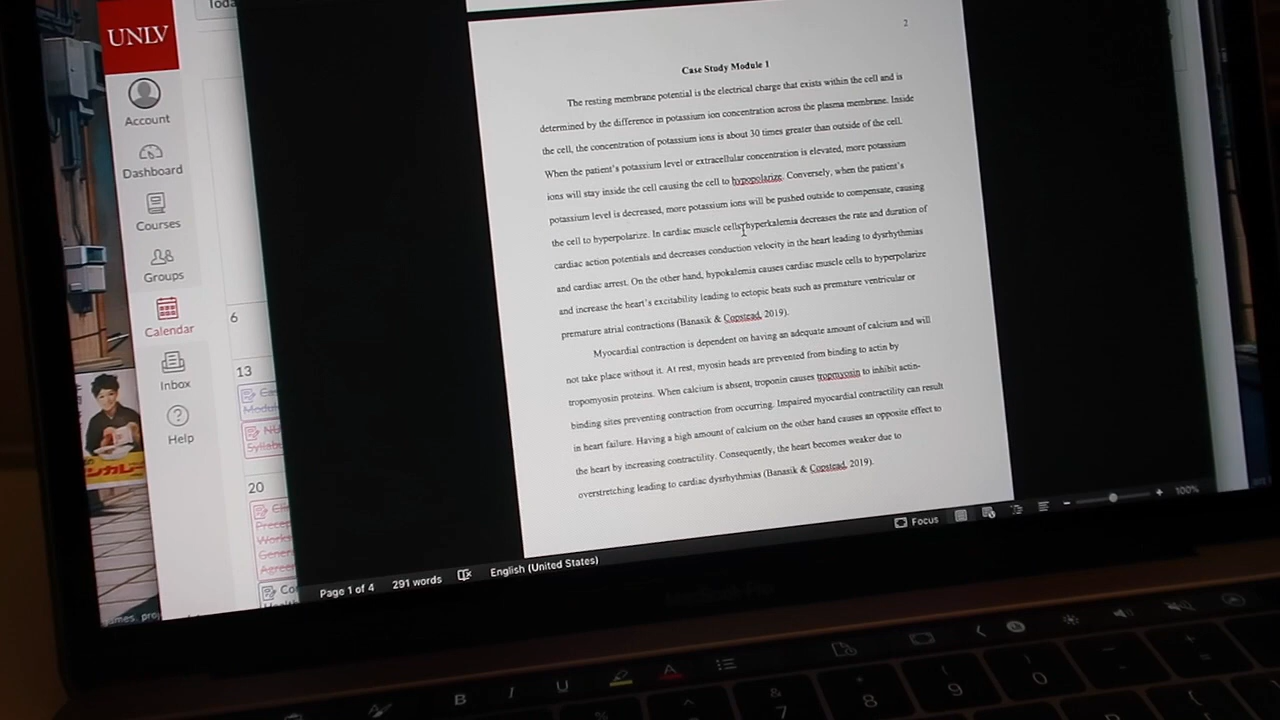 Toda
UNLV
Account
Dashboard
Courses
Groups
Calendar
Inbox
Help
6
13
Modul
Syllab
20
Precep
Works
Gener
Agree
Co
2
Case Study Module 1
The resting membrane potential is the electrical charge that exists within the cell and is
determined by the difference in potassium ion concentration across the plasma membrane. Inside
the cell, the concentration of potassium ions is about 30 times greater than outside of the cell.
When the patient's potassium level or extracellular concentration is elevated, more potassium
ions will stay inside the cell causing the cell to hypopolarize. Conversely, when the patient's
potassium level is decreased, more potassium ions will be pushed outside to compensate, causing
the cell to hyperpolarize. In cardiac muscle cells, hyperkalemia decreases the rate and duration of
cardiac action potentials and decreases conduction velocity in the heart leading to dysrhythmias
and cardiac arrest. On the other hand, hypokalemia causes cardiac muscle cells to hyperpolarize
and increase the heart's excitability leading to ectopic beats such as premature ventricular or
premature atrial contractions (Banasik & Copstead, 2019).
Myocardial contraction is dependent on having an adequate amount of calcium and will
not take place without it. At rest, myosin heads are prevented from binding to actin by
tropomyosin proteins. When calcium is absent, troponin causes tropmyosin to inhibit actin-
binding sites preventing contraction from occurring. Impaired myocardial contractility can result
in heart failure. Having a high amount of calcium on the other hand causes an opposite effect to
the heart by increasing contractility. Consequently, the heart becomes weaker due to
overstretching leading to cardiac dysrhythmias (Banasik & Copstead, 2019).
Page 1 of 4
291 words
English (United States)
Focus
100%
B
I
U
A
&
7
8
(
9
)
0